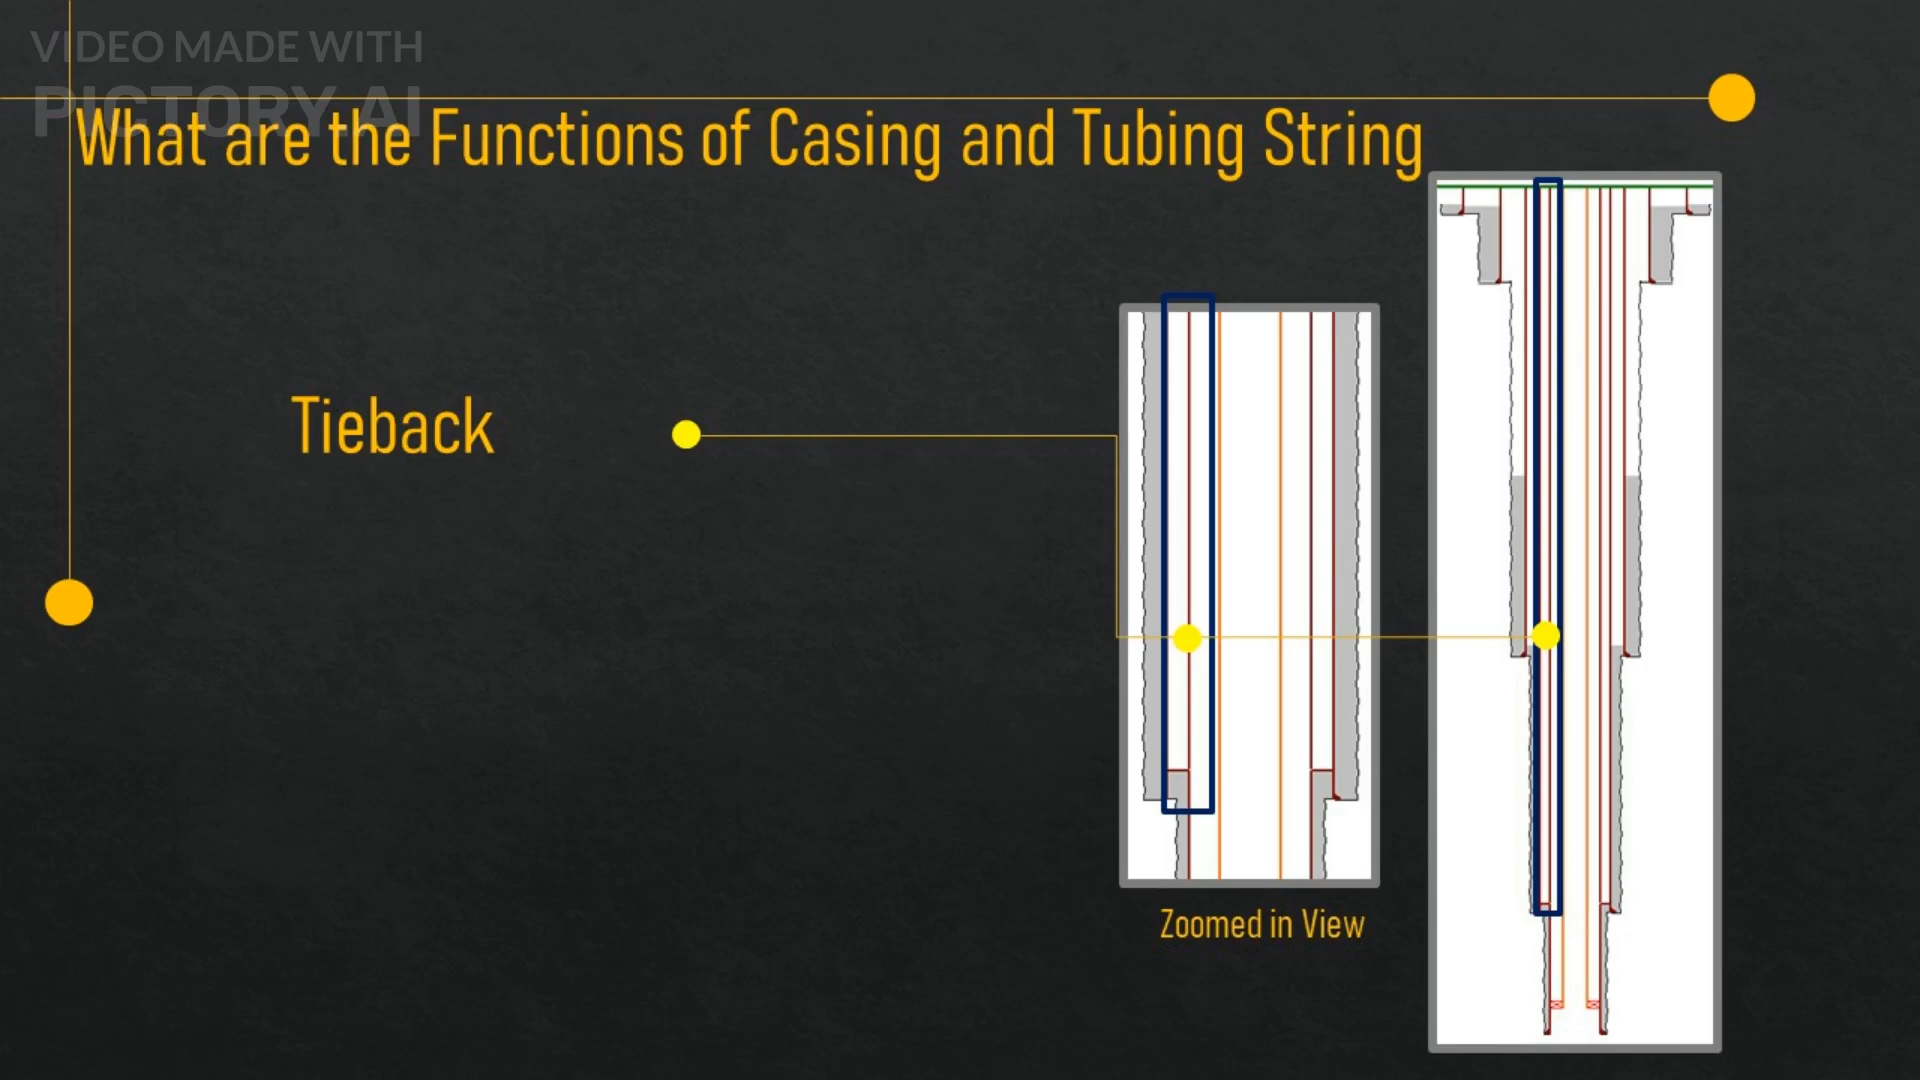 VIDEO MADE WITH
PICTORY.AI
What are the Functions of Casing and Tubing String
Tieback
Zoomed in View